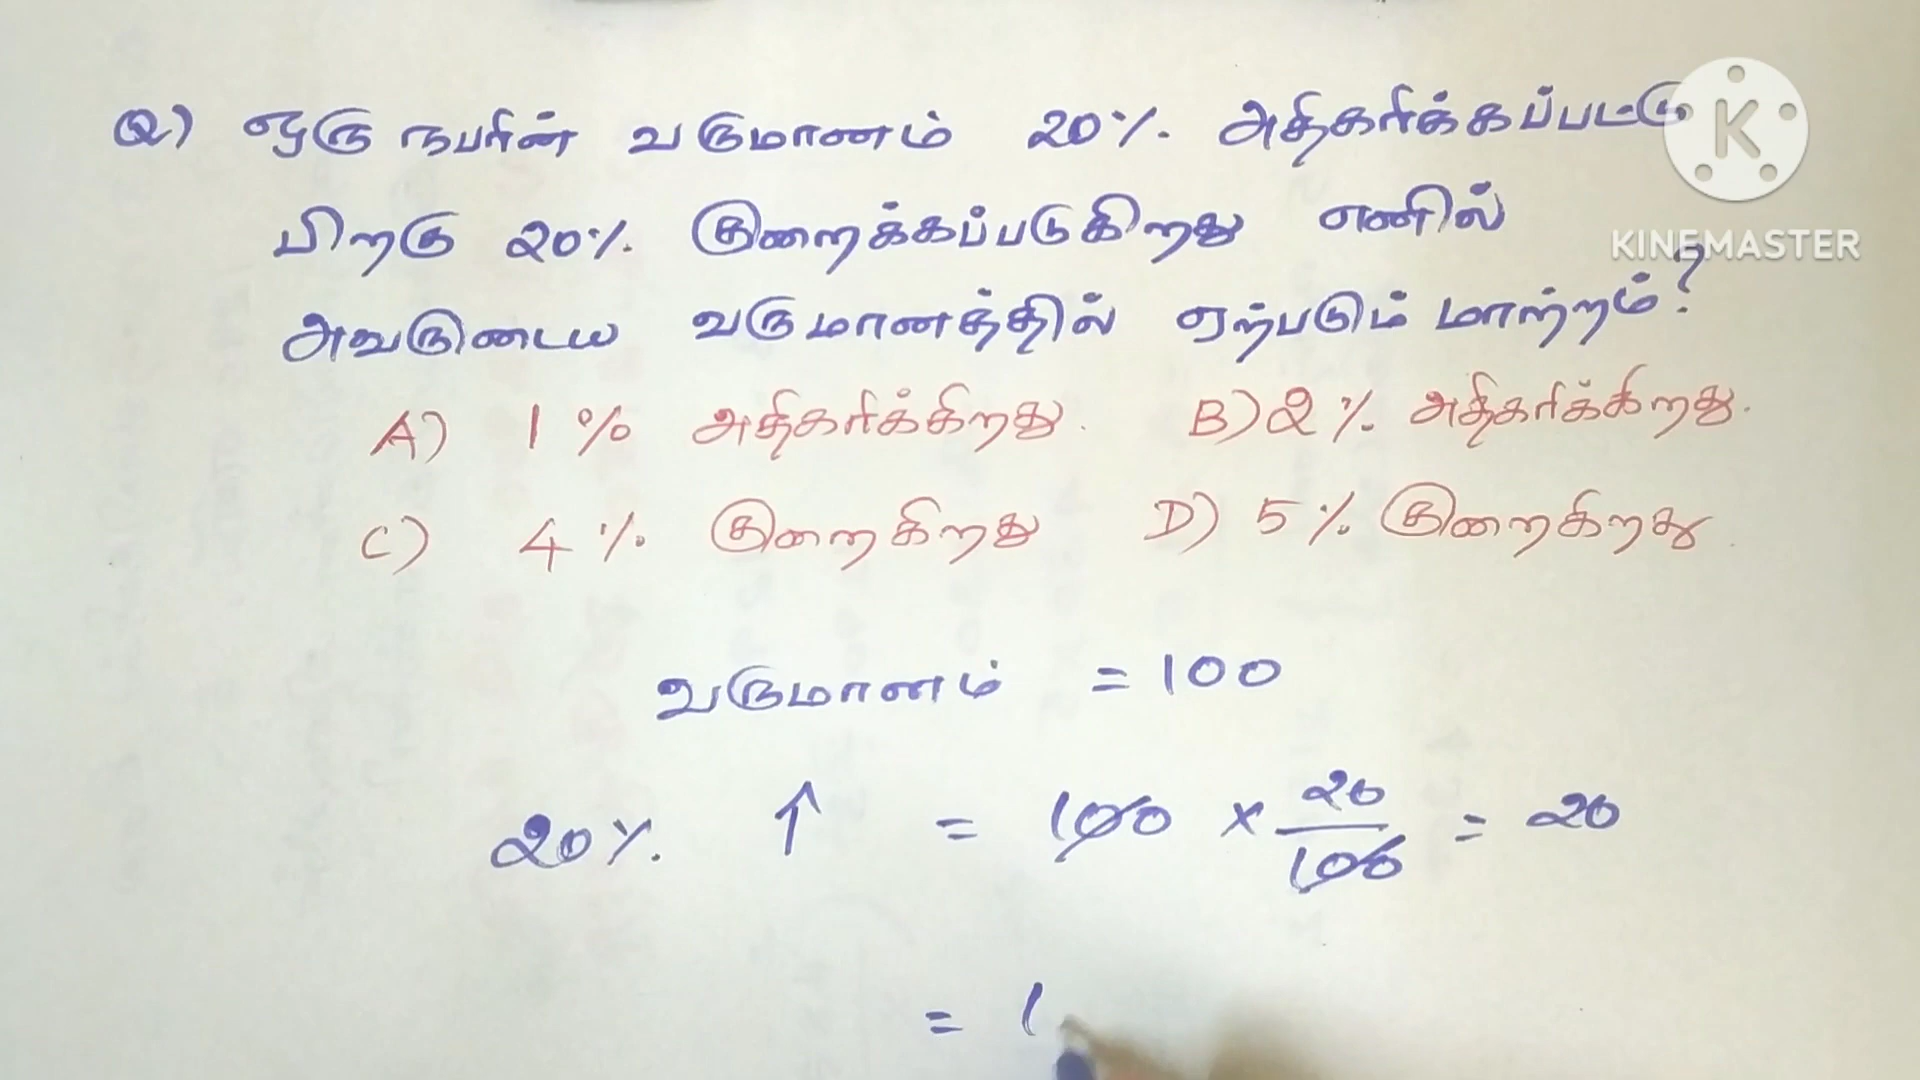 Q) ஒரு நபரின் வருமாணம் 20% அதிகரிக்கப்பட்டு
பிறகு 20% குறைக்கப்படுகிறது எணில்
அவருடைய வருமானத்தில் ஏற்படும் மாற்றம்?
A) 1% அதிகரிக்கிறது. B) 2% அதிகரிக்கிறது.
C) 4% குறைகிறது D) 5% குறைகிறது.
வருமானம் = 100
20% ↑ = 100 × 20/100 = 20
= 1
K
KINEMASTER